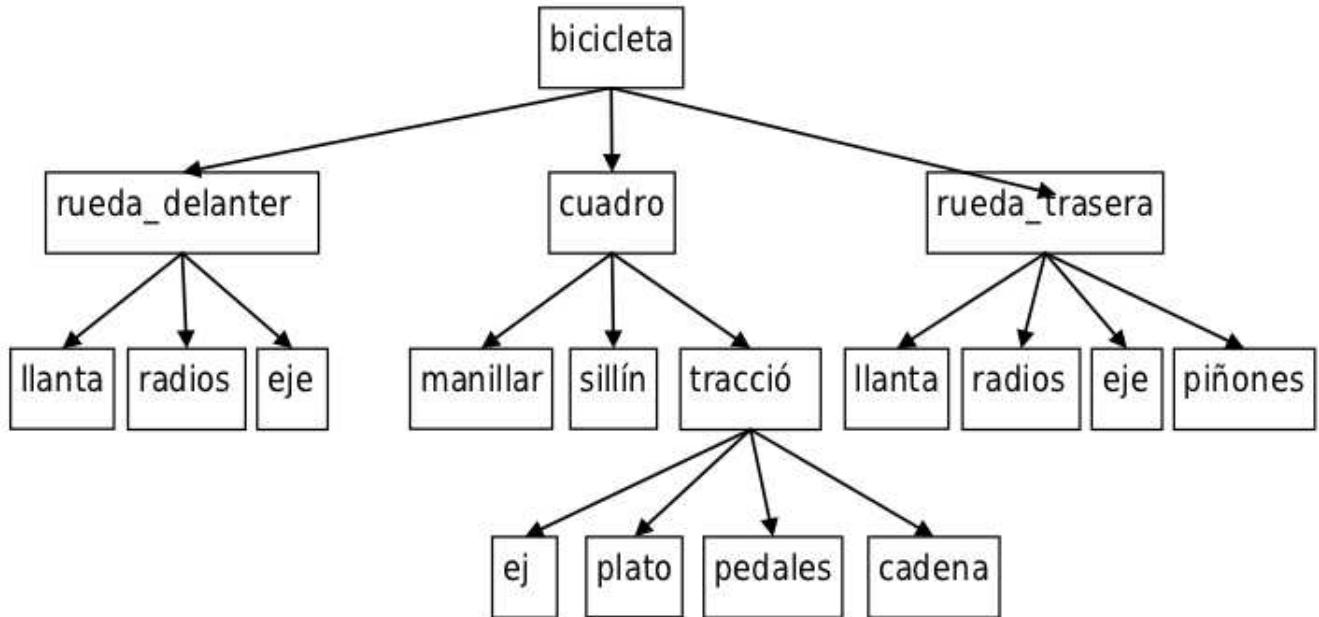 bicicleta
rueda_delanter
cuadro
rueda_trasera
llanta
radios
eje
manillar
sillín
tracció
llanta
radios
eje
piñones
ej
plato
pedales
cadena